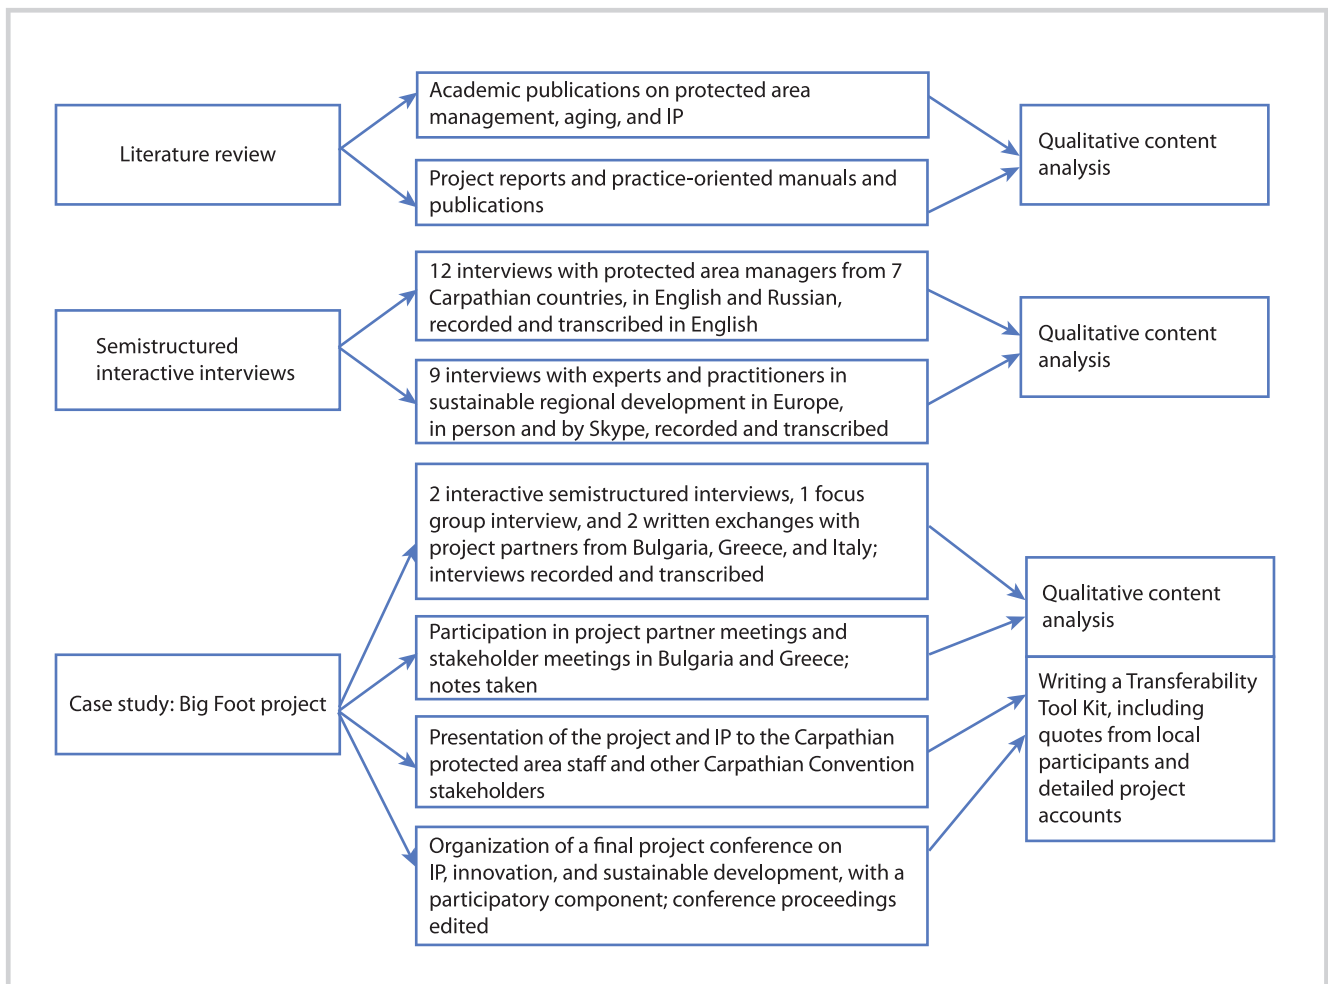 Literature review
Academic publications on protected area
management, aging, and IP
Project reports and practice-oriented manuals and
publications
Qualitative content
analysis
Semistructured
interactive interviews
12 interviews with protected area managers from 7
Carpathian countries, in English and Russian,
recorded and transcribed in English
9 interviews with experts and practitioners in
sustainable regional development in Europe,
in person and by Skype, recorded and transcribed
Qualitative content
analysis
Case study: Big Foot project
2 interactive semistructured interviews, 1 focus
group interview, and 2 written exchanges with
project partners from Bulgaria, Greece, and Italy;
interviews recorded and transcribed
Participation in project partner meetings and
stakeholder meetings in Bulgaria and Greece;
notes taken
Presentation of the project and IP to the Carpathian
protected area staff and other Carpathian Convention
stakeholders
Organization of a final project conference on
IP, innovation, and sustainable development, with a
participatory component; conference proceedings
edited
Qualitative content
analysis
Writing a Transferability
Tool Kit, including
quotes from local
participants and
detailed project
accounts